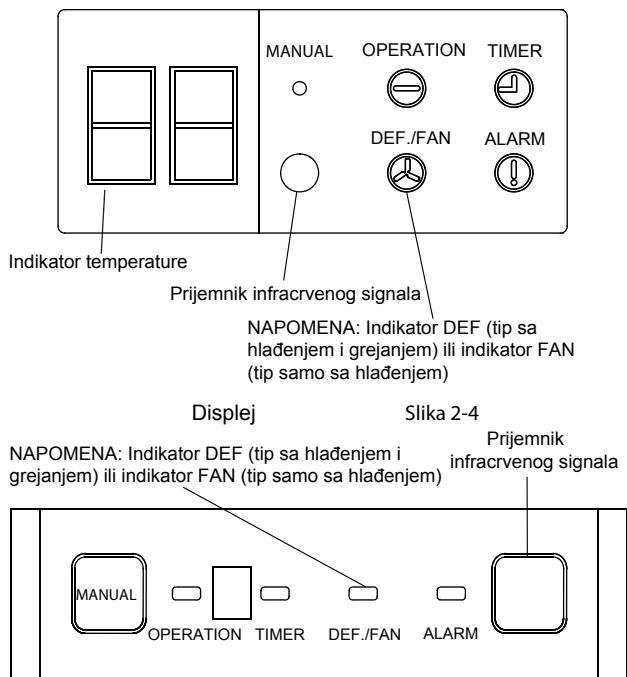 MANUAL OPERATION TIMER
DEF./FAN ALARM
Indikator temperature
Prijemnik infracrvenog signala
NAPOMENA: Indikator DEF (tip sa
hlađenjem i grejanjem) ili indikator FAN
(tip samo sa hlađenjem)
Displej Slika 2-4
NAPOMENA: Indikator DEF (tip sa hlađenjem i
grejanjem) ili indikator FAN (tip samo sa hlađenjem)
Prijemnik
infracrvenog signala
MANUAL
OPERATION TIMER DEF./FAN ALARM